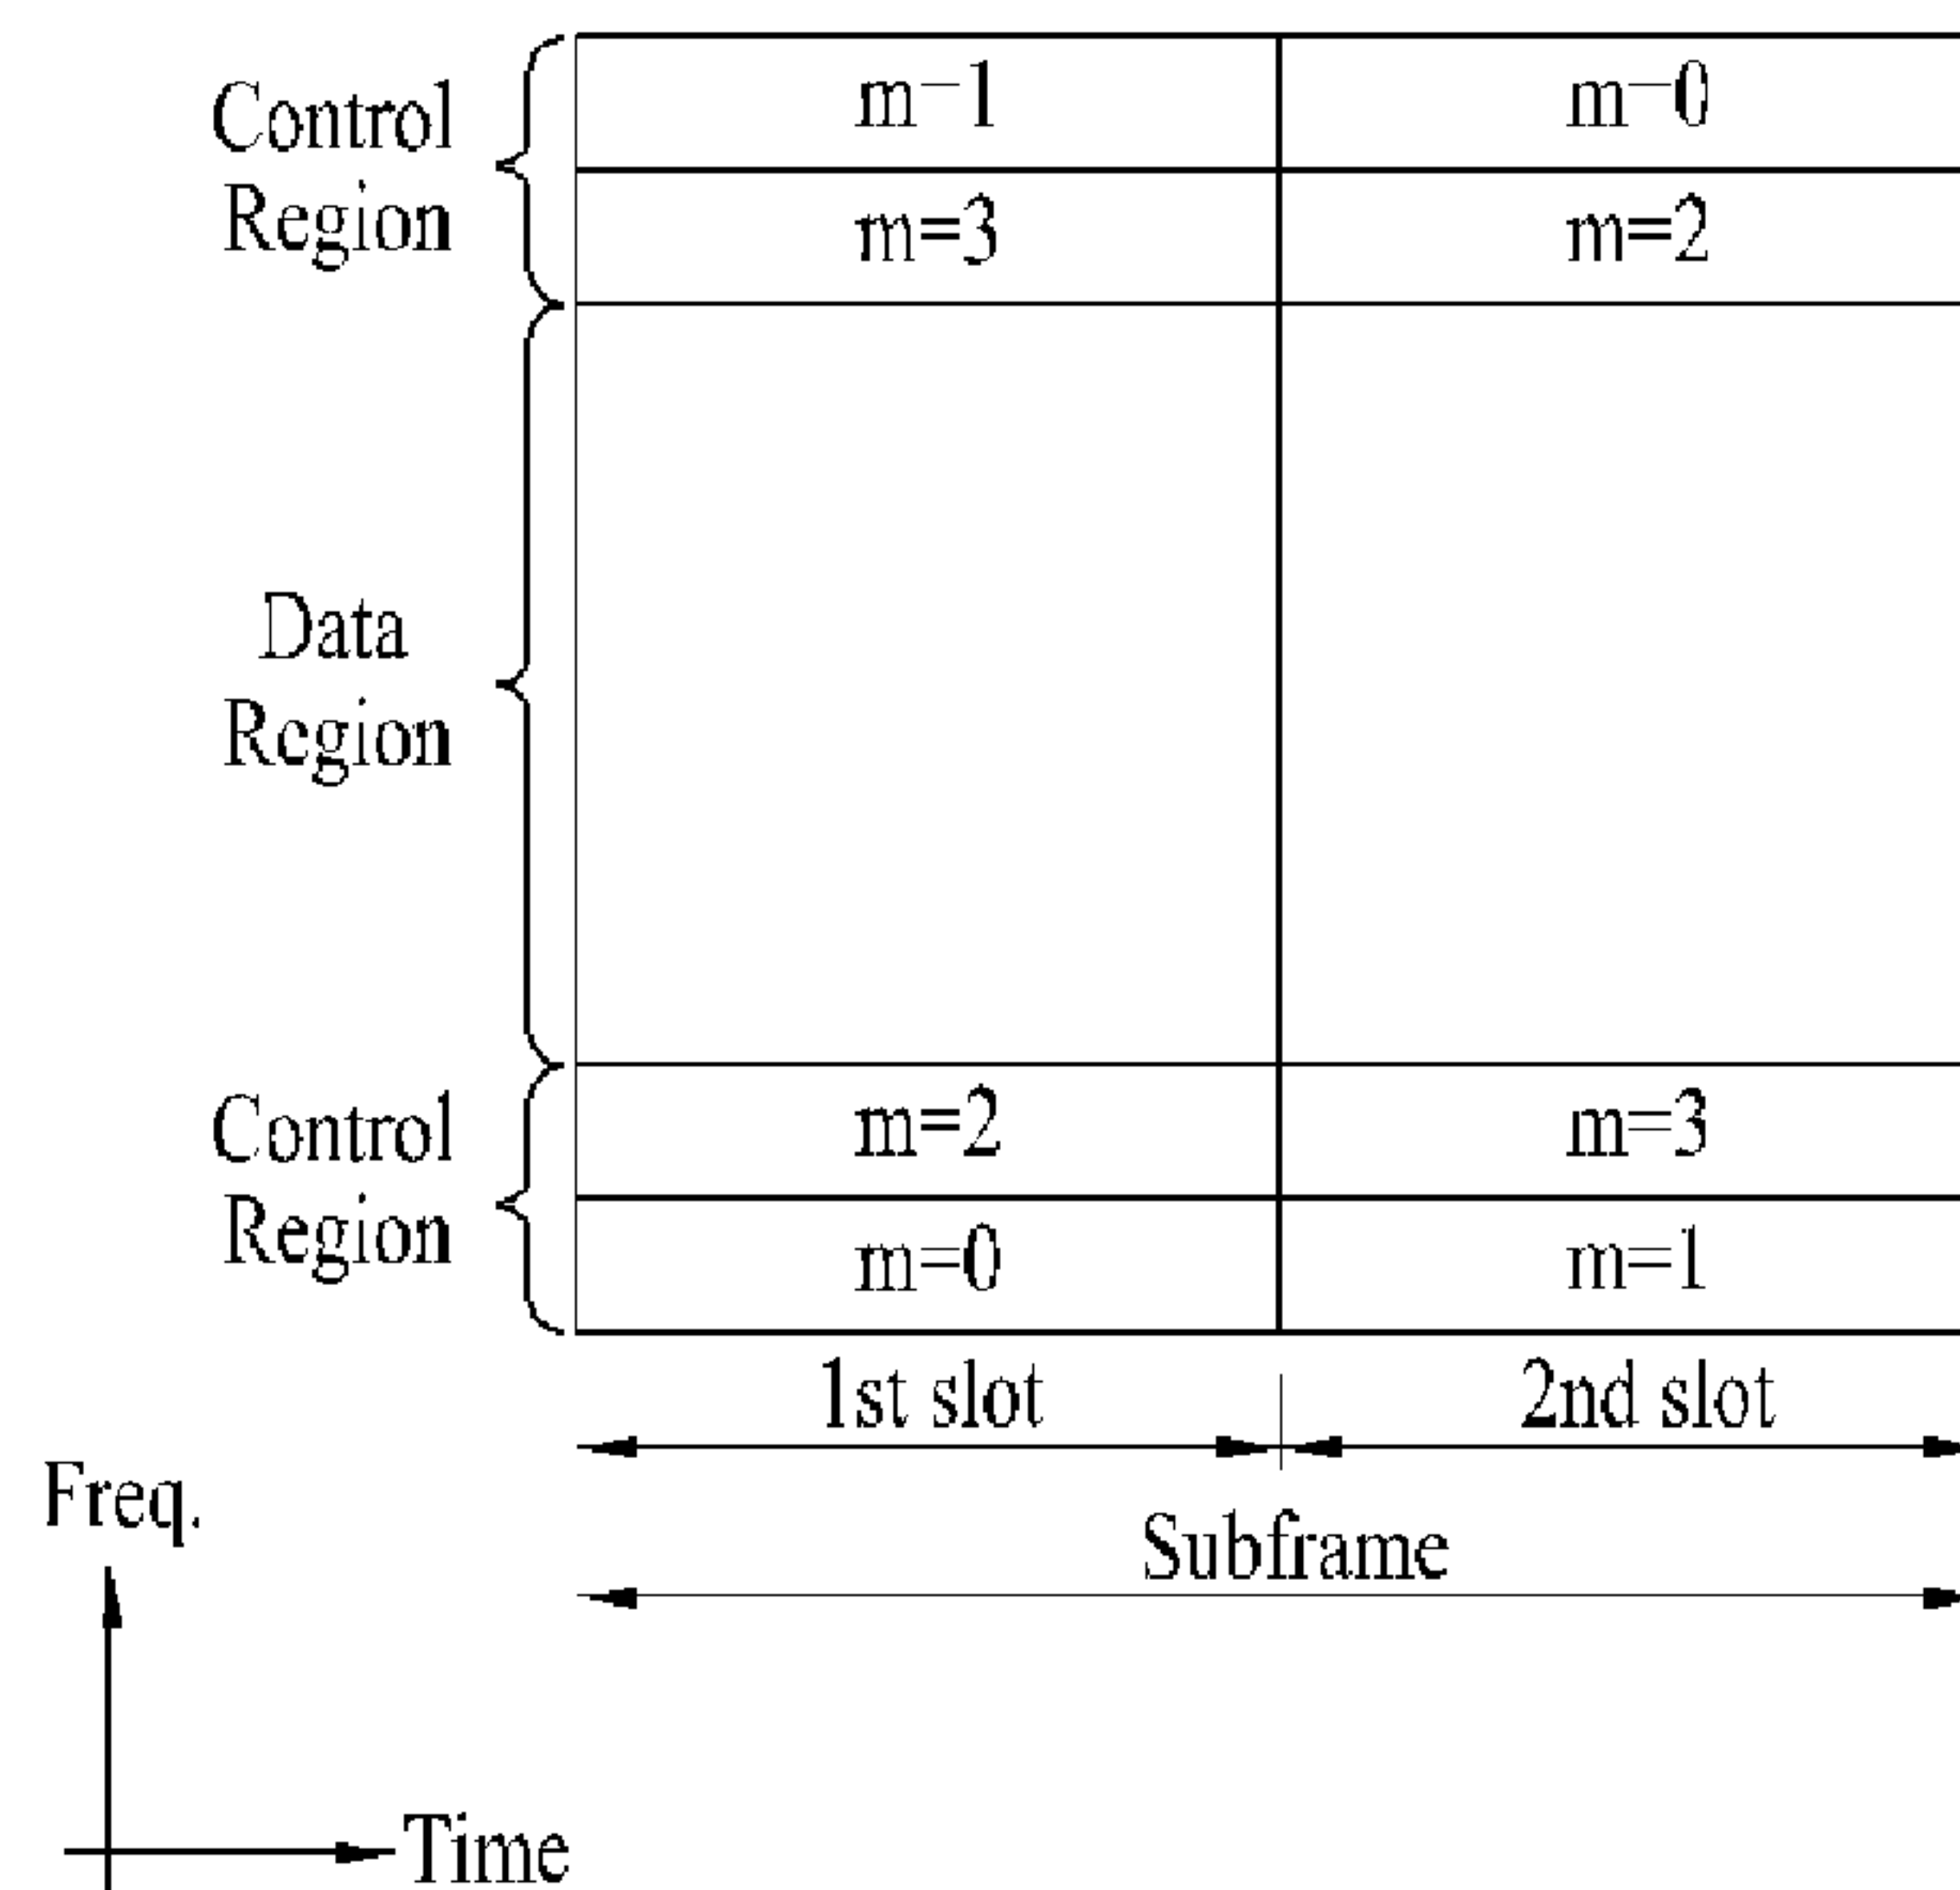 Control
Region
m=1
m=0
m=3
m=2
Data
Region
Control
Region
m=2
m=3
m=0
m=1
1st slot
2nd slot
Subframe
Freq.
Time